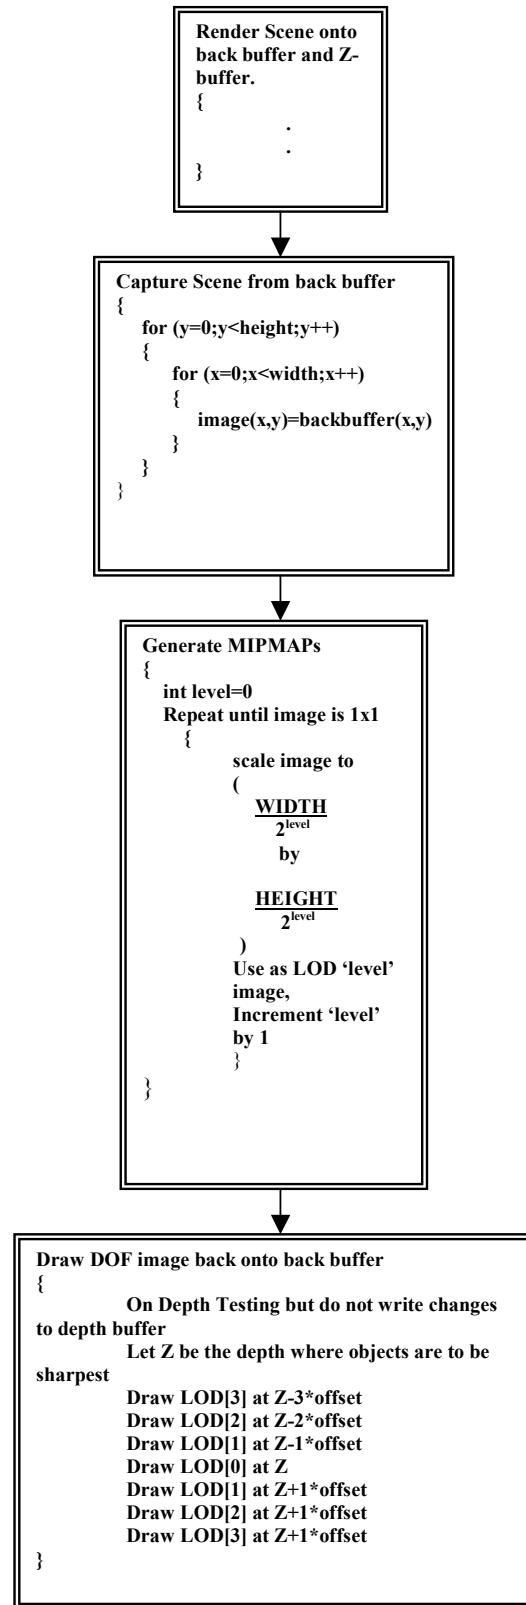 Render Scene onto
back buffer and Z-
buffer.
{
.
.
}
Capture Scene from back buffer
{
for (y=0;y<height;y++)
{
for (x=0;x<width;x++)
{
image(x,y)=backbuffer(x,y)
}
}
}
Generate MIPMAPs
{
int level=0
Repeat until image is 1x1
{
scale image to
(
WIDTH
2^level
by
HEIGHT
2^level
)
Use as LOD ‘level’
image,
Increment ‘level’
by 1
}
}
Draw DOF image back onto back buffer
{
On Depth Testing but do not write changes
to depth buffer
Let Z be the depth where objects are to be
sharpest
Draw LOD[3] at Z-3*offset
Draw LOD[2] at Z-2*offset
Draw LOD[1] at Z-1*offset
Draw LOD[0] at Z
Draw LOD[1] at Z+1*offset
Draw LOD[2] at Z+1*offset
Draw LOD[3] at Z+1*offset
}